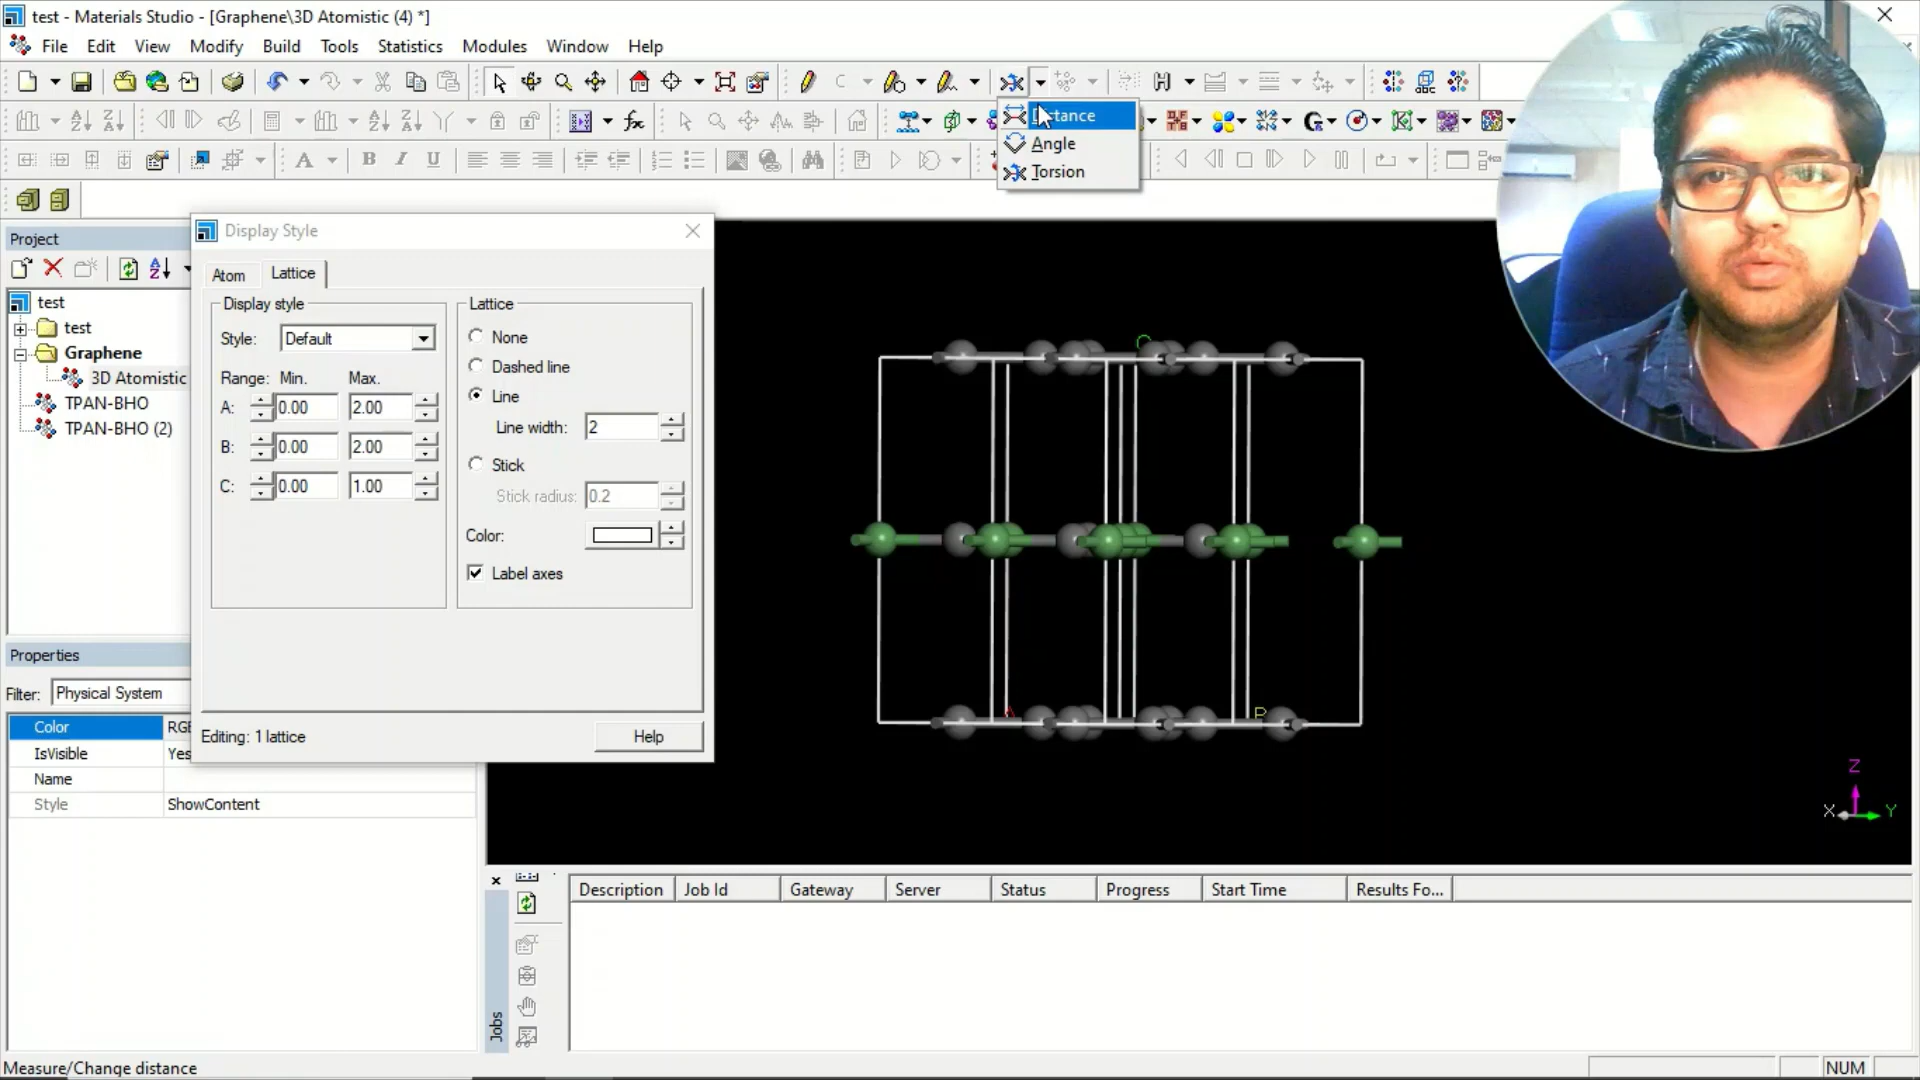 test - Materials Studio - [Graphene\3D Atomistic (4) *]
File Edit View Modify Build Tools Statistics Modules Window Help
Distance
Angle
Torsion
Project
test
test
Graphene
3D Atomistic
TPAN-BHO
TPAN-BHO (2)
Display Style
Atom Lattice
Display style
Style: Default
Range: Min. Max.
A: 0.00 2.00
B: 0.00 2.00
C: 0.00 1.00
Lattice
None
Dashed line
Line
Line width: 2
Stick
Stick radius: 0.2
Color:
Label axes
Editing: 1 lattice
Help
Properties
Filter: Physical System
Color
IsVisible Yes
Name
Style ShowContent
C
A
Z
X Y
Jobs
Description Job Id Gateway Server Status Progress Start Time Results Fo...
Measure/Change distance
NUM